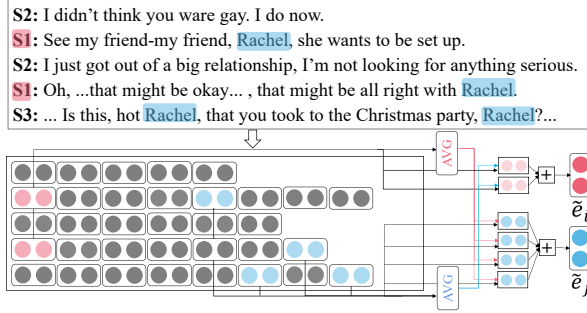 S2: I didn't think you ware gay. I do now.
S1: See my friend-my friend, Rachel, she wants to be set up.
S2: I just got out of a big relationship, I'm not looking for anything serious.
S1: Oh, ...that might be okay... , that might be all right with Rachel.
S3: ... Is this, hot Rachel, that you took to the Christmas party, Rachel?...
AVG
+
ẽi
+
AVG
ẽj